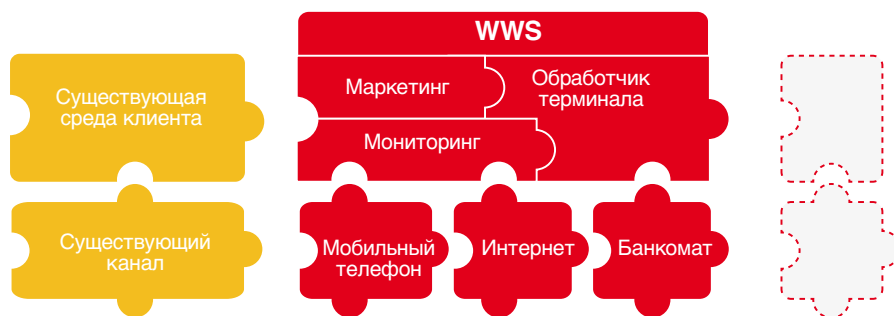 WWS
Существующая
среда клиента
Маркетинг
Обработчик
терминала
Мониторинг
Существующий
канал
Мобильный
телефон
Интернет
Банкомат